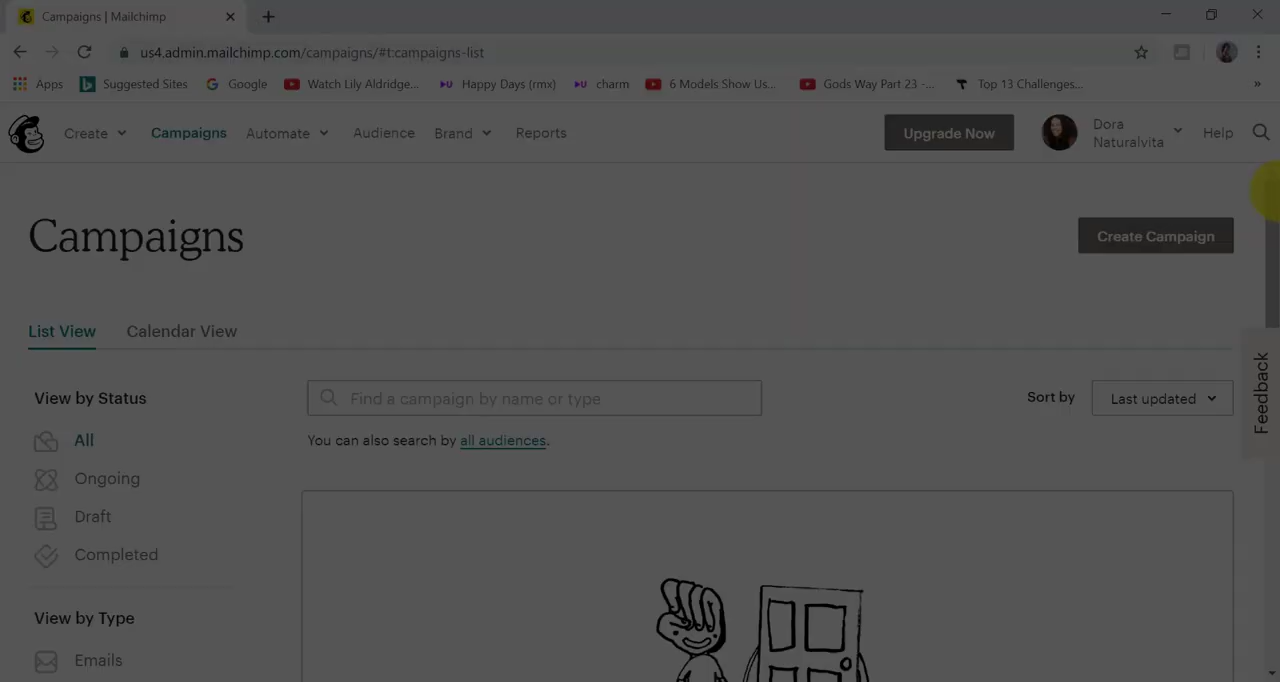 Campaigns | Mailchimp
us4.admin.mailchimp.com/campaigns/#t:campaigns-list
Apps Suggested Sites Google Watch Lily Aldridge... Happy Days (rmx) charm 6 Models Show Us... Gods Way Part 23 -... Top 13 Challenges... »
Create Campaigns Automate Audience Brand Reports Upgrade Now Dora Naturalvita Help
Campaigns
Create Campaign
List View Calendar View
View by Status
Find a campaign by name or type
Sort by Last updated
You can also search by all audiences.
All
Ongoing
Draft
Completed
View by Type
Emails
Feedback